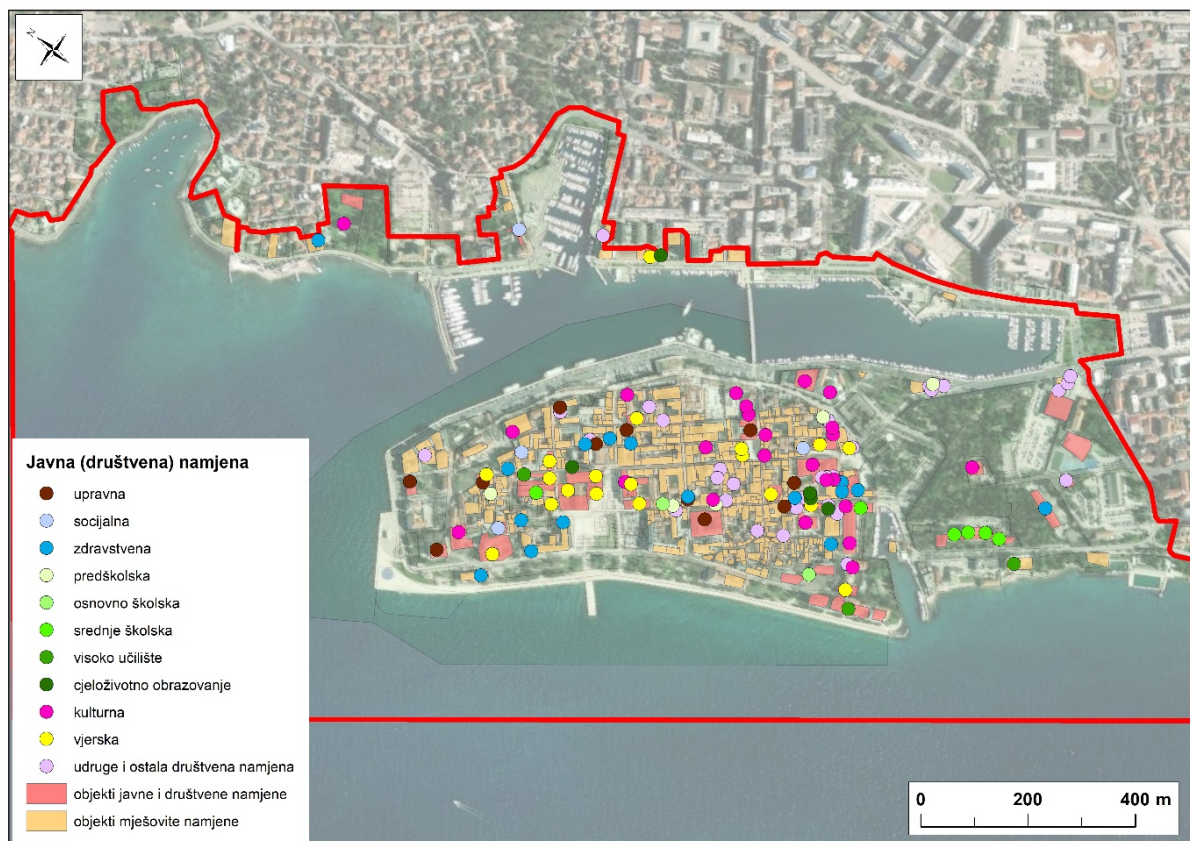 N
Javna (društvena) namjena
upravna
socijalna
zdravstvena
predškolska
osnovno školska
srednje školska
visoko učilište
cjeloživotno obrazovanje
kulturna
vjerska
udruge i ostala društvena namjena
objekti javne i društvene namjene
objekti mješovite namjene
0 200 400 m